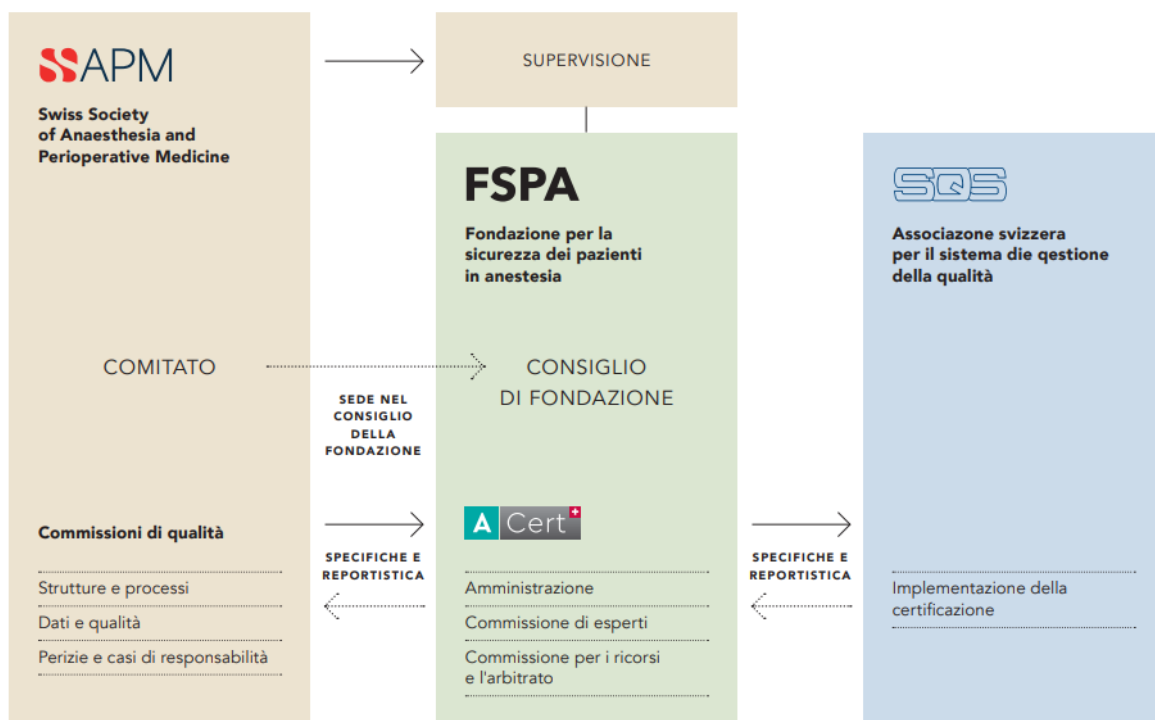 SSAPM
Swiss Society
of Anaesthesia and
Perioperative Medicine
SUPERVISIONE
FSPA
Fondazione per la
sicurezza dei pazienti
in anestesia
SQS
Associazone svizzera
per il sistema die qestione
della qualità
COMITATO
SEDE NEL
CONSIGLIO
DELLA
FONDAZIONE
CONSIGLIO
DI FONDAZIONE
Commissioni di qualità
Strutture e processi
Dati e qualità
Perizie e casi di responsabilità
SPECIFICHE E
REPORTISTICA
A Cert
Amministrazione
Commissione di esperti
Commissione per i ricorsi
e l'arbitrato
SPECIFICHE E
REPORTISTICA
Implementazione della
certificazione